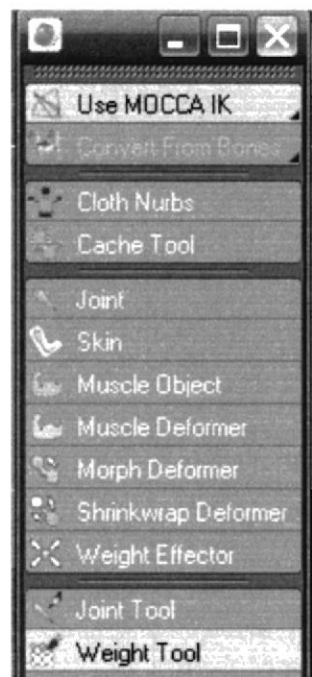 Use MOCCA IK
Convert From Bones
Cloth Nurbs
Cache Tool
Joint
Skin
Muscle Object
Muscle Deformer
Morph Deformer
Shrinkwrap Deformer
Weight Effector
Joint Tool
Weight Tool